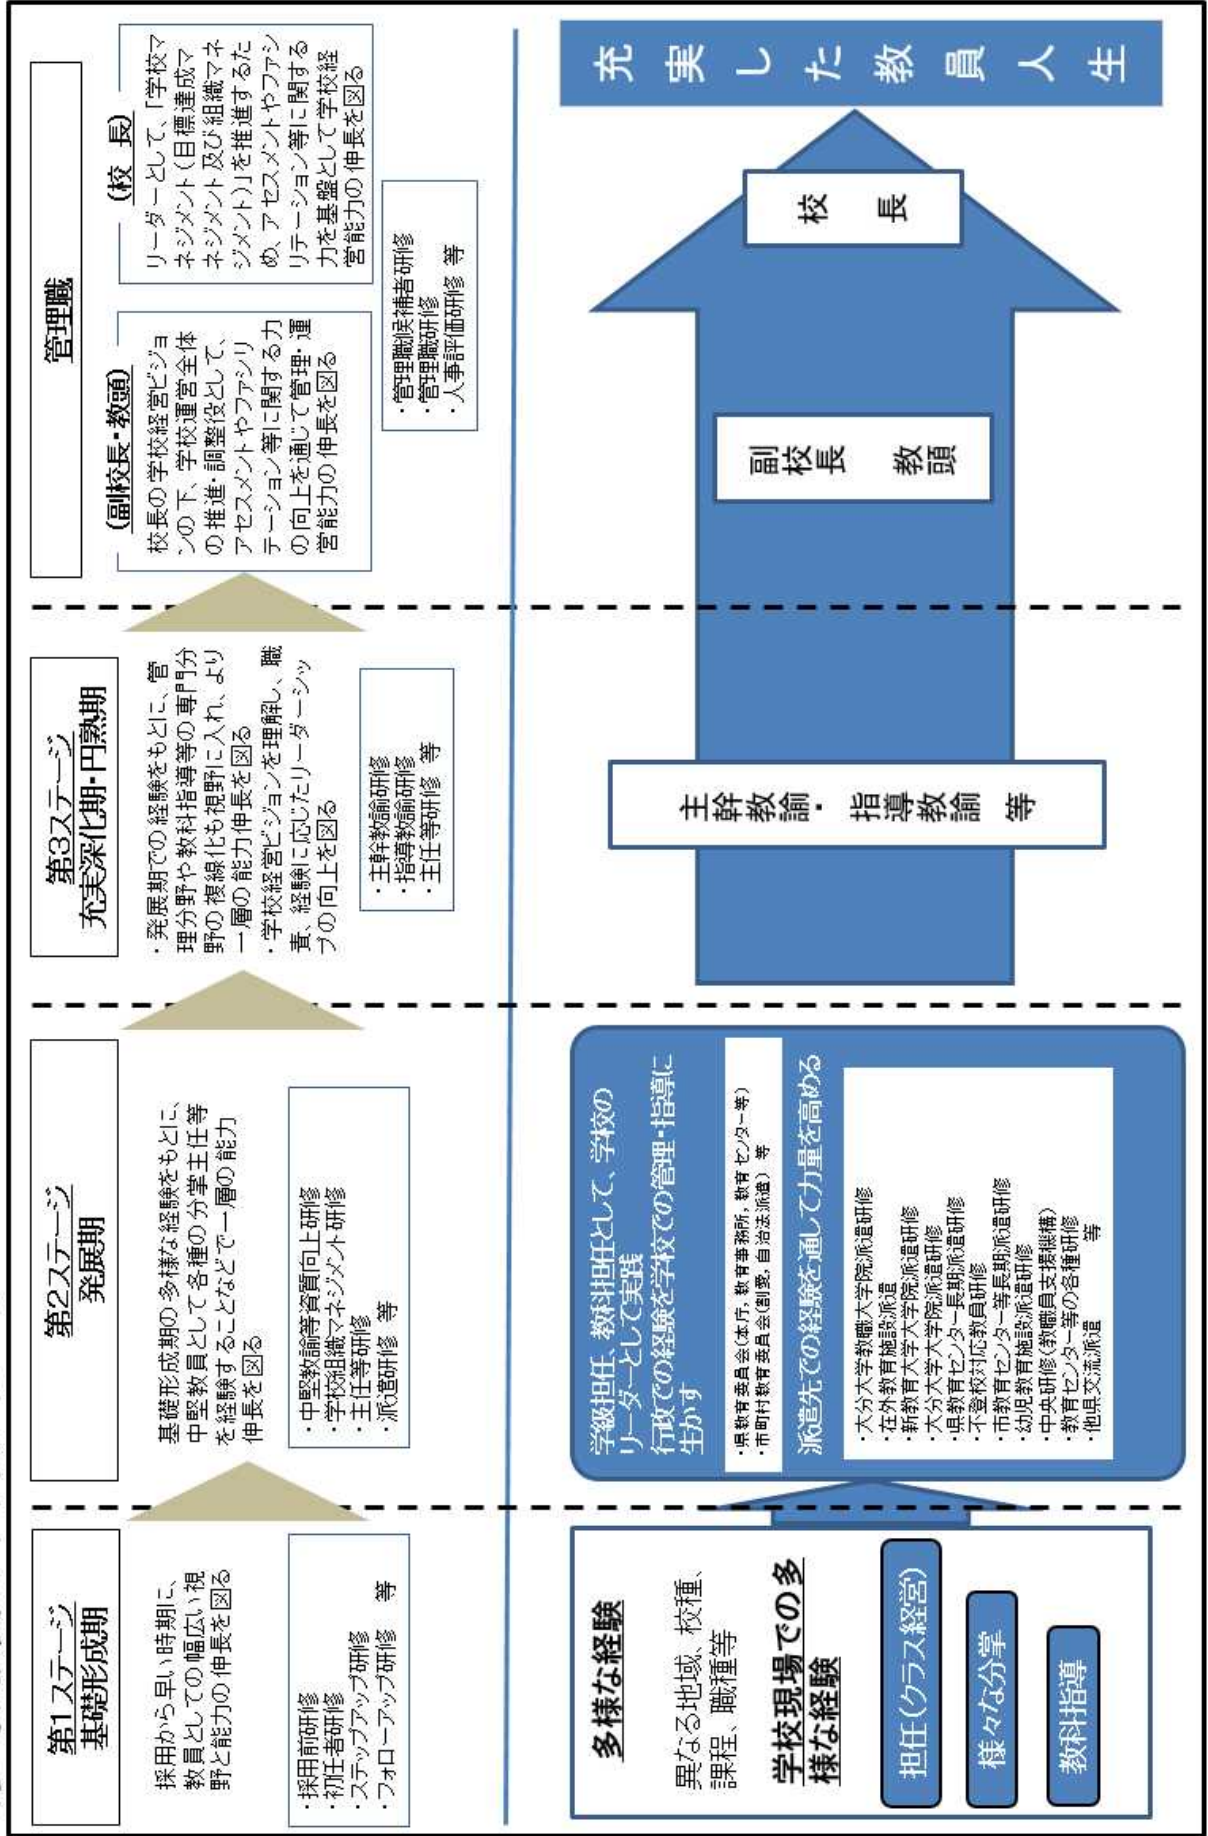 第1ステージ
基礎形成期
採用から早い時期に、
教員としての幅広い視
野と能力の伸長を図る
・採用前研修
・初任者研修
・ステップアップ研修
・フォローアップ研修　等
第2ステージ
発展期
基礎形成期の多様な経験をもとに、
中堅教員として各種の分掌主任等
を経験することなどで一層の能力
伸長を図る
・中堅教諭等資質向上研修
・学校組織マネジメント研修
・主任等研修
・派遣研修 等
第3ステージ
充実深化期・円熟期
・発展期での経験をもとに、管
理分野や教科指導等の専門分
野の複線化も視野に入れ、より
一層の能力伸長を図る
・学校経営ビジョンを理解し、職
責、経験に応じたリーダーシッ
プの向上を図る
・主幹教諭研修
・指導教諭研修
・主任等研修 等
管理職
(副校長・教頭)
校長の学校経営ビジョ
ンの下、学校運営全体
の推進・調整役として、
アセスメントやファシリ
テーション等に関する力
の向上を通じて管理・運
営能力の伸長を図る
(校　長)
リーダーとして、「学校マ
ネジメント(目標達成マ
ネジメント及び組織マネ
ジメント)」を推進するた
め、アセスメントやファシ
リテーション等に関する
力を基盤として学校経
営能力の伸長を図る
・管理職候補者研修
・管理職研修
・人事評価研修 等
多様な経験
異なる地域、校種、
課程、職種等
学校現場での多
様な経験
担任(クラス経営)
様々な分掌
教科指導
学級担任、教科担任として、学校の
リーダーとして実践
行政での経験を学校での管理・指導に
生かす
・県教育委員会(本庁，教育事務所，教育センター等)
・市町村教育委員会(割愛，自治法派遣) 等
派遣先での経験を通して力量を高める
・大分大学教職大学院派遣研修
・在外教育施設派遣
・新教育大学大学院派遣研修
・大分大学大学院派遣研修
・県教育センター長期派遣研修
・不登校対応教員研修
・市教育センター等長期派遣研修
・幼児教育施設派遣研修
・中央研修(教職員支援機構)
・教育センター等の各種研修
・他県交流派遣　　　　　　等
主幹教諭・指導教諭　等
副校長　教頭
校　長
充実した教員人生